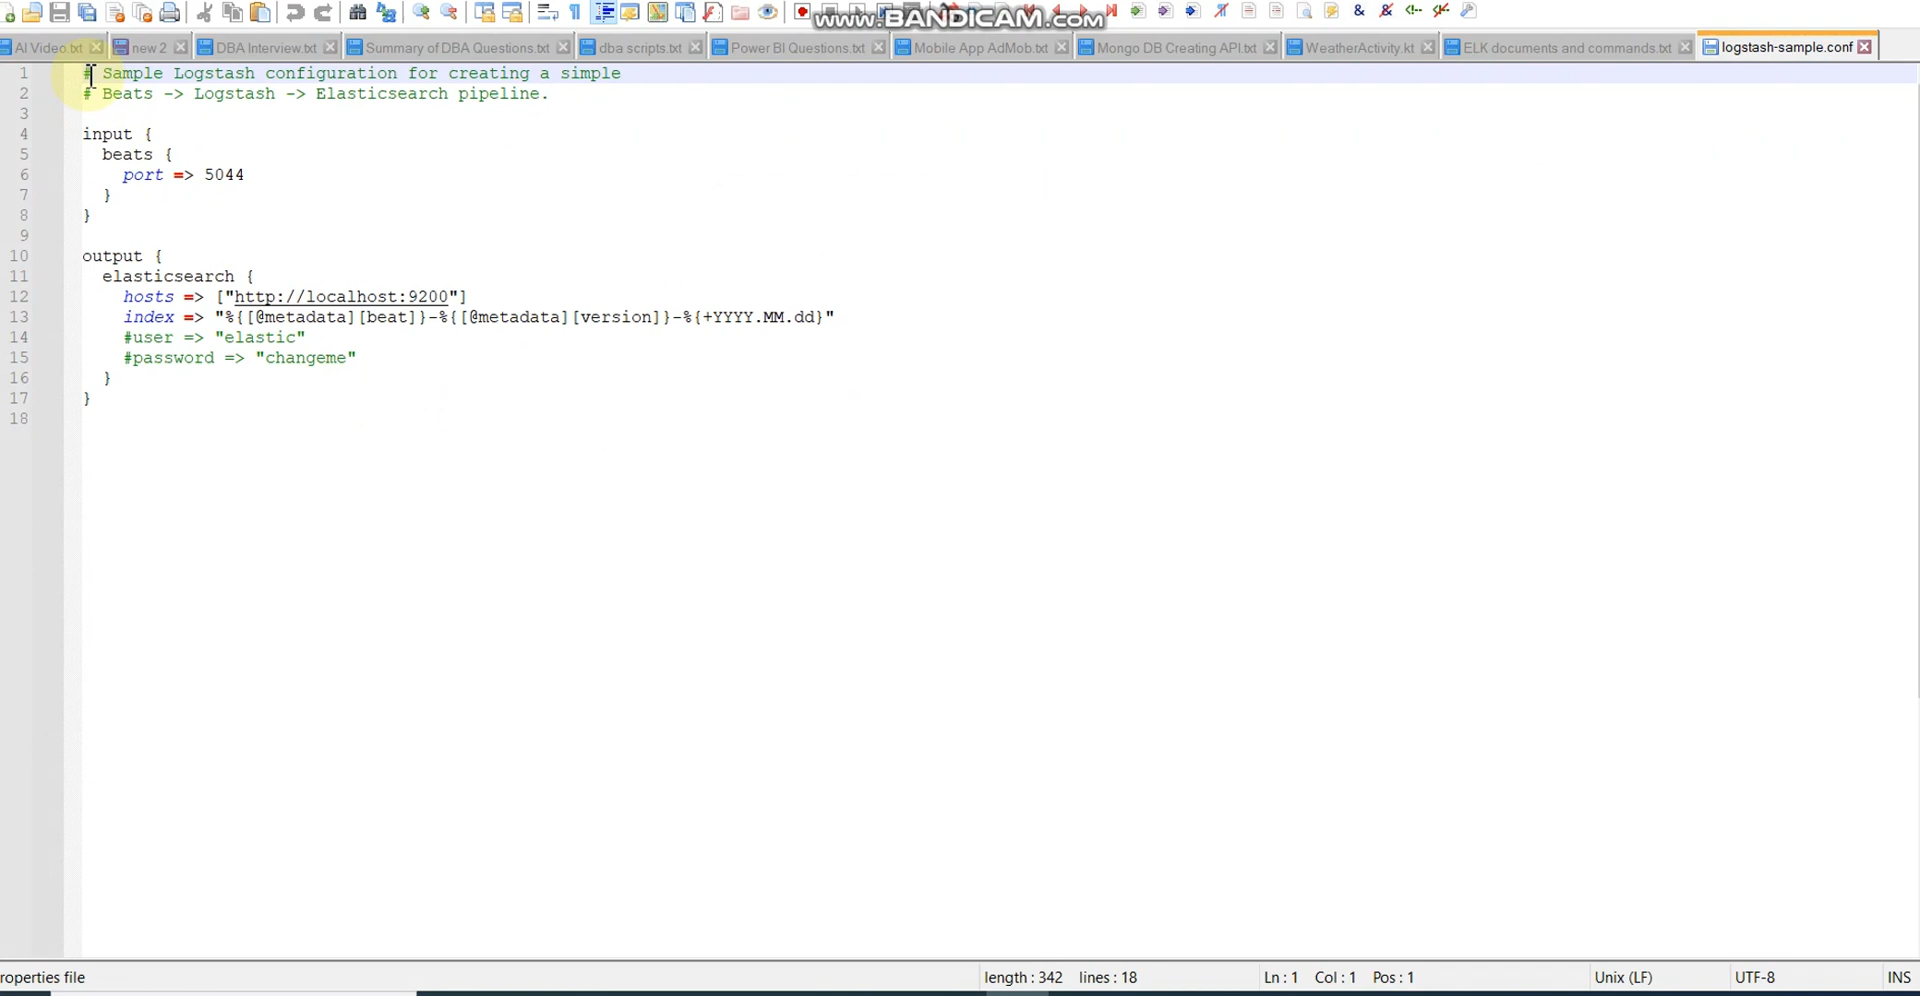 www.BANDICAM.com
AI Video.txt new 2 DBA Interview.txt Summary of DBA Questions.txt dba scripts.txt Power BI Questions.txt Mobile App AdMob.txt Mongo DB Creating API.txt WeatherActivity.kt ELK documents and commands.txt logstash-sample.conf
1 # Sample Logstash configuration for creating a simple
2 # Beats -> Logstash -> Elasticsearch pipeline.
3
4 input {
5 beats {
6 port => 5044
7 }
8 }
9
10 output {
11 elasticsearch {
12 hosts => ["http://localhost:9200"]
13 index => "%{[@metadata][beat]}-%{[@metadata][version]}-%{+YYYY.MM.dd}"
14 #user => "elastic"
15 #password => "changeme"
16 }
17 }
18
roperties file length : 342 lines : 18 Ln : 1 Col : 1 Pos : 1 Unix (LF) UTF-8 INS